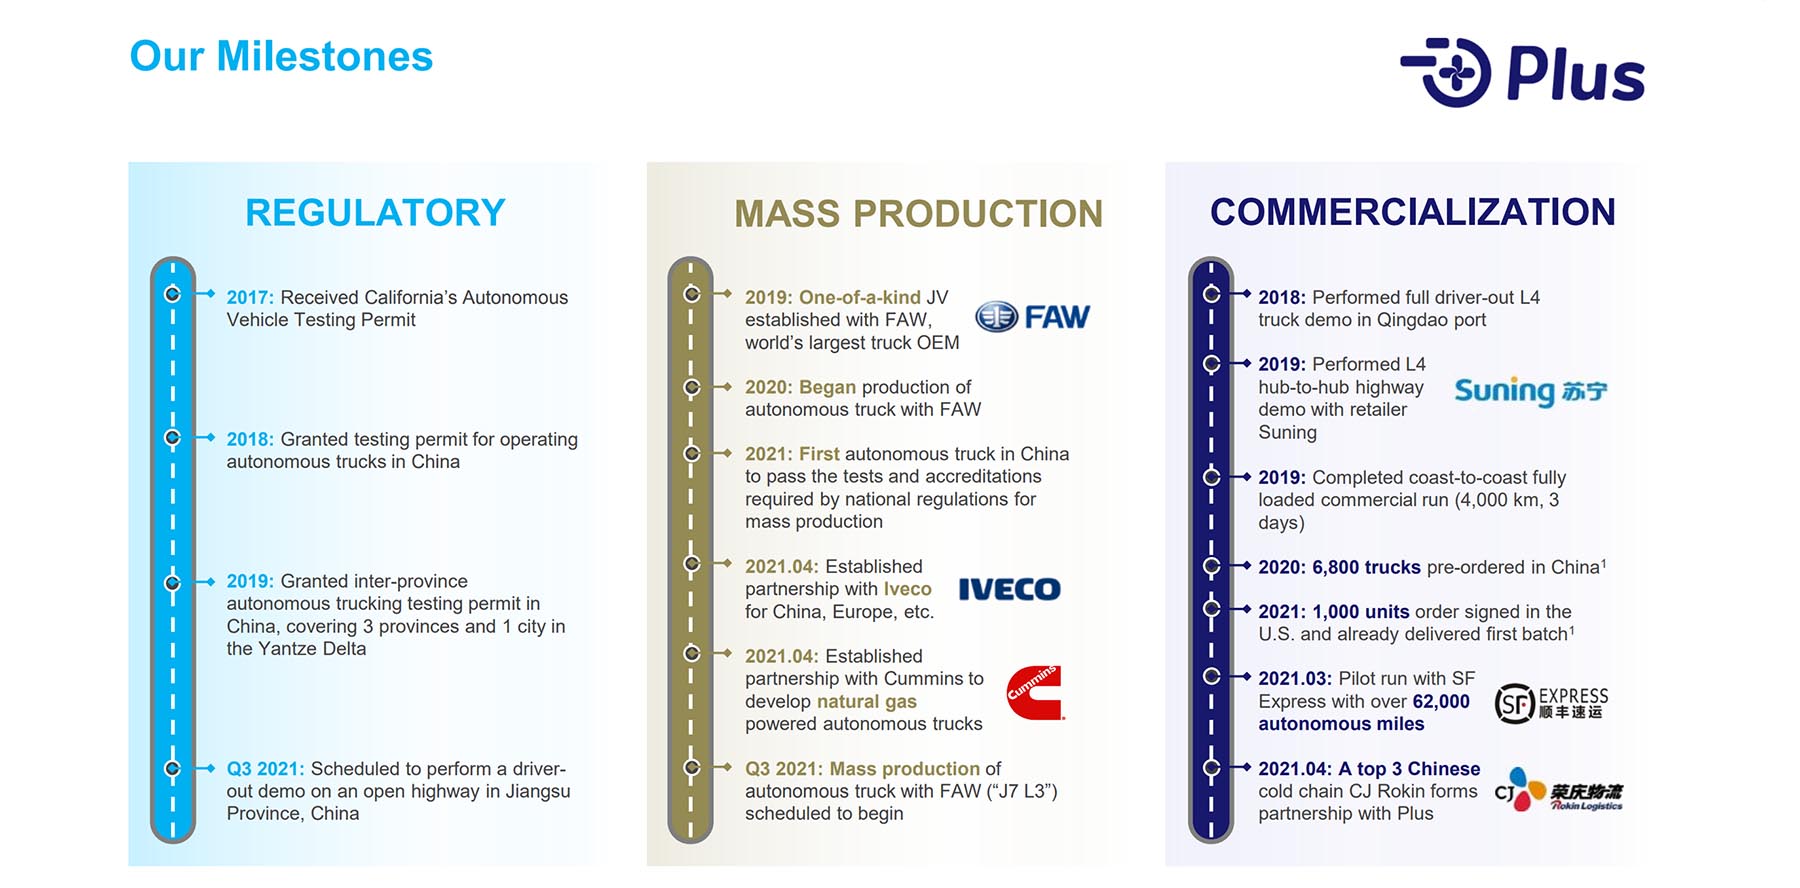 Our Milestones
Plus
REGULATORY
2017: Received California’s Autonomous
Vehicle Testing Permit
2018: Granted testing permit for operating
autonomous trucks in China
2019: Granted inter-province
autonomous trucking testing permit in
China, covering 3 provinces and 1 city in
the Yantze Delta
Q3 2021: Scheduled to perform a driver-
out demo on an open highway in Jiangsu
Province, China
MASS PRODUCTION
2019: One-of-a-kind JV
established with FAW,
world’s largest truck OEM
FAW
2020: Began production of
autonomous truck with FAW
2021: First autonomous truck in China
to pass the tests and accreditations
required by national regulations for
mass production
2021.04: Established
partnership with Iveco
for China, Europe, etc.
IVECO
2021.04: Established
partnership with Cummins to
develop natural gas
powered autonomous trucks
Cummins
Q3 2021: Mass production of
autonomous truck with FAW (“J7 L3”)
scheduled to begin
COMMERCIALIZATION
2018: Performed full driver-out L4
truck demo in Qingdao port
2019: Performed L4
hub-to-hub highway
demo with retailer
Suning
Suning 苏宁
2019: Completed coast-to-coast fully
loaded commercial run (4,000 km, 3
days)
2020: 6,800 trucks pre-ordered in China¹
2021: 1,000 units order signed in the
U.S. and already delivered first batch¹
2021.03: Pilot run with SF
Express with over 62,000
autonomous miles
SF EXPRESS
顺丰速运
2021.04: A top 3 Chinese
cold chain CJ Rokin forms
partnership with Plus
CJ 荣庆物流
Rokin Logistics